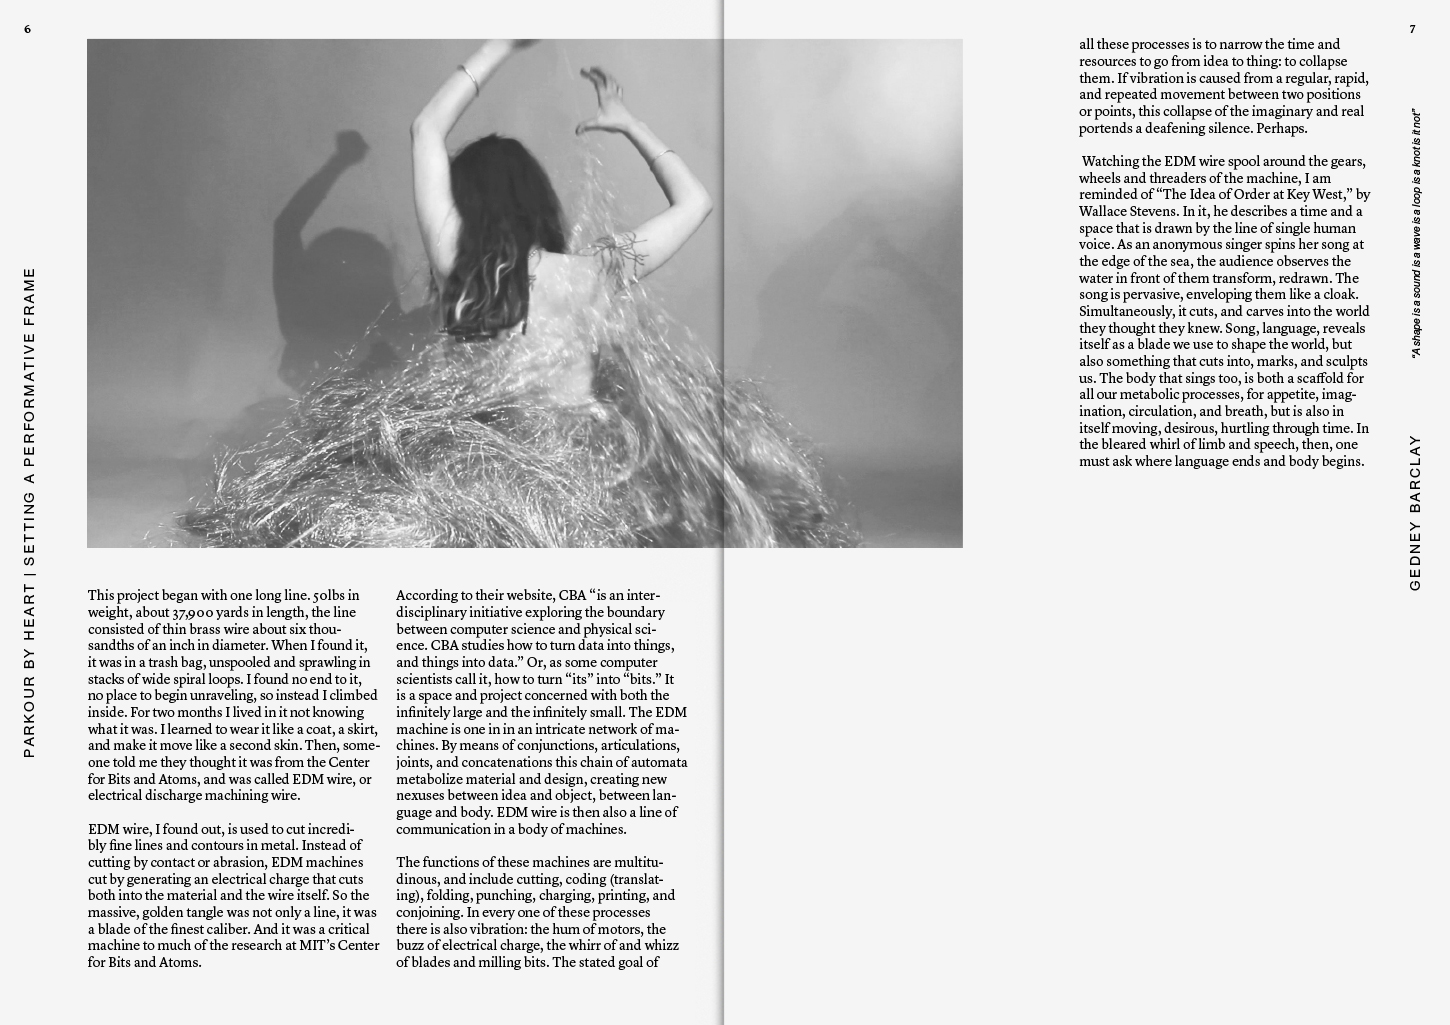 6
PARKOUR BY HEART | SETTING A PERFORMATIVE FRAME
This project began with one long line. 50lbs in
weight, about 37,900 yards in length, the line
consisted of thin brass wire about six thou-
sandths of an inch in diameter. When I found it,
it was in a trash bag, unspooled and sprawling in
stacks of wide spiral loops. I found no end to it,
no place to begin unraveling, so instead I climbed
inside. For two months I lived in it not knowing
what it was. I learned to wear it like a coat, a skirt,
and make it move like a second skin. Then, some-
one told me they thought it was from the Center
for Bits and Atoms, and was called EDM wire, or
electrical discharge machining wire.
EDM wire, I found out, is used to cut incredi-
bly fine lines and contours in metal. Instead of
cutting by contact or abrasion, EDM machines
cut by generating an electrical charge that cuts
both into the material and the wire itself. So the
massive, golden tangle was not only a line, it was
a blade of the finest caliber. And it was a critical
machine to much of the research at MIT's Center
for Bits and Atoms.
According to their website, CBA “is an inter-
disciplinary initiative exploring the boundary
between computer science and physical sci-
ence. CBA studies how to turn data into things,
and things into data.” Or, as some computer
scientists call it, how to turn “its” into “bits.” It
is a space and project concerned with both the
infinitely large and the infinitely small. The EDM
machine is one in in an intricate network of ma-
chines. By means of conjunctions, articulations,
joints, and concatenations this chain of automata
metabolize material and design, creating new
nexuses between idea and object, between lan-
guage and body. EDM wire is then also a line of
communication in a body of machines.
The functions of these machines are multitu-
dinous, and include cutting, coding (translat-
ing), folding, punching, charging, printing, and
conjoining. In every one of these processes
there is also vibration: the hum of motors, the
buzz of electrical charge, the whirr of and whizz
of blades and milling bits. The stated goal of
all these processes is to narrow the time and
resources to go from idea to thing: to collapse
them. If vibration is caused from a regular, rapid,
and repeated movement between two positions
or points, this collapse of the imaginary and real
portends a deafening silence. Perhaps.
Watching the EDM wire spool around the gears,
wheels and threaders of the machine, I am
reminded of “The Idea of Order at Key West,” by
Wallace Stevens. In it, he describes a time and a
space that is drawn by the line of single human
voice. As an anonymous singer spins her song at
the edge of the sea, the audience observes the
water in front of them transform, redrawn. The
song is pervasive, enveloping them like a cloak.
Simultaneously, it cuts, and carves into the world
they thought they knew. Song, language, reveals
itself as a blade we use to shape the world, but
also something that cuts into, marks, and sculpts
us. The body that sings too, is both a scaffold for
all our metabolic processes, for appetite, imag-
ination, circulation, and breath, but is also in
itself moving, desirous, hurtling through time. In
the bleared whirl of limb and speech, then, one
must ask where language ends and body begins.
7
“A shape is a sound is a wave is a loop is a knot is it not”
GEDNEY BARCLAY